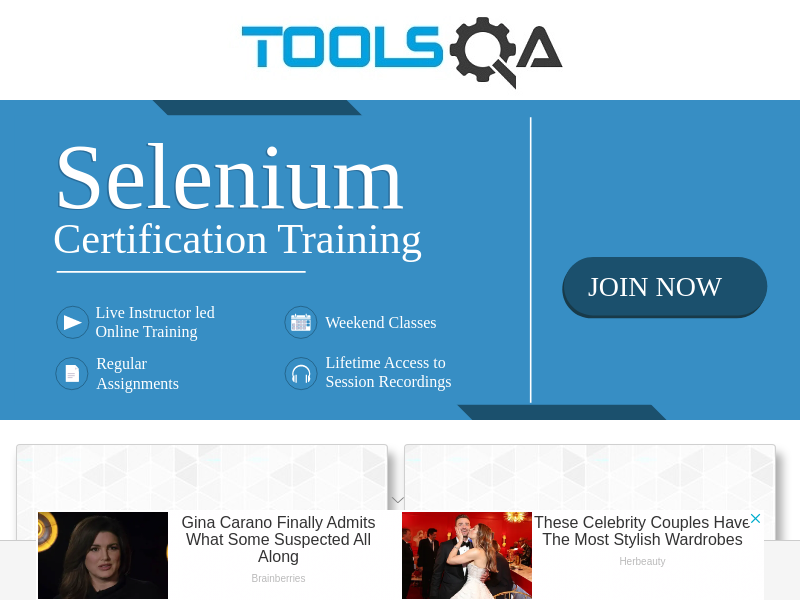 TOOLSQA
Selenium
Certification Training
JOIN NOW
Live Instructor led
Online Training
Weekend Classes
Regular
Assignments
Lifetime Access to
Session Recordings
Gina Carano Finally Admits
What Some Suspected All
Along
Brainberries
These Celebrity Couples Have
The Most Stylish Wardrobes
Herbeauty